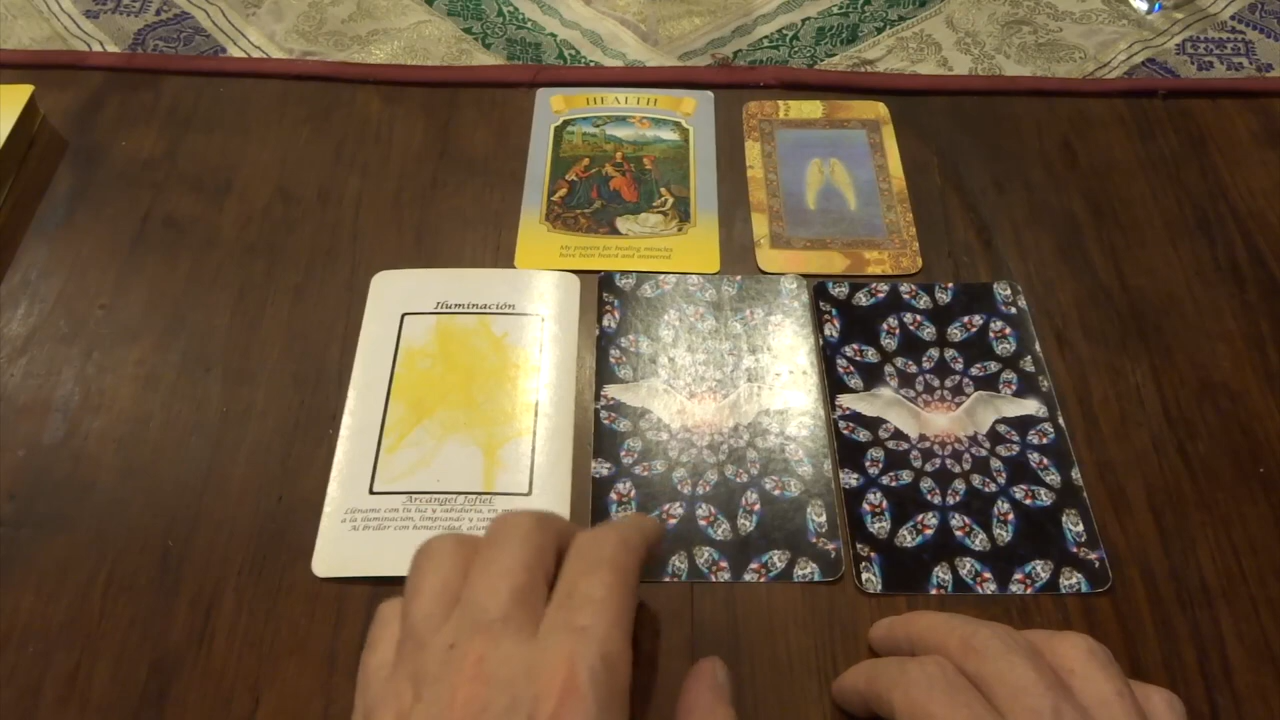 HEALTH
My prayers for healing miracles
have been heard and answered.
Iluminación
Arcángel Jofiel:
Lléname con tu luz y sabiduría, en
a la iluminación, limpiando y
Al brillar con honestidad,